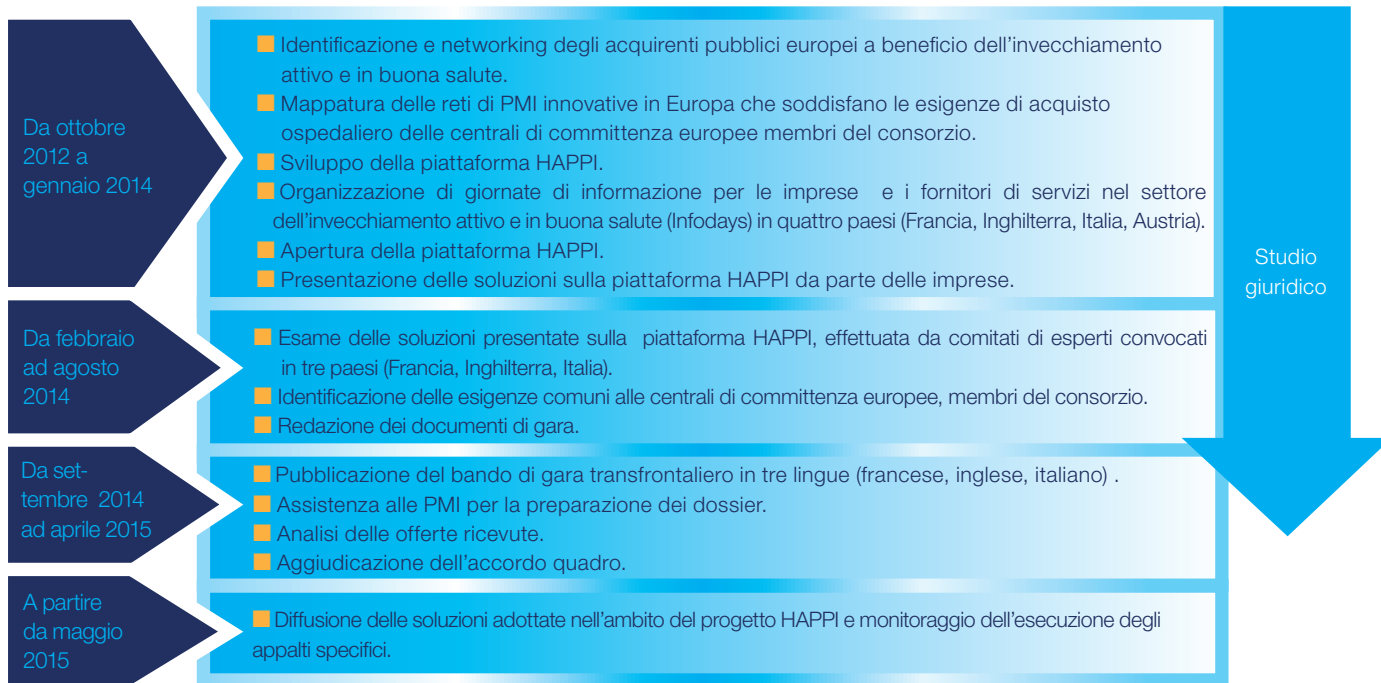 Da ottobre
2012 a
gennaio 2014
■ Identificazione e networking degli acquirenti pubblici europei a beneficio dell'invecchiamento
attivo e in buona salute.
■ Mappatura delle reti di PMI innovative in Europa che soddisfano le esigenze di acquisto
ospedaliero delle centrali di committenza europee membri del consorzio.
■ Sviluppo della piattaforma HAPPI.
■ Organizzazione di giornate di informazione per le imprese e i fornitori di servizi nel settore
dell'invecchiamento attivo e in buona salute (Infodays) in quattro paesi (Francia, Inghilterra, Italia, Austria).
■ Apertura della piattaforma HAPPI.
■ Presentazione delle soluzioni sulla piattaforma HAPPI da parte delle imprese.
Da febbraio
ad agosto
2014
■ Esame delle soluzioni presentate sulla piattaforma HAPPI, effettuata da comitati di esperti convocati
in tre paesi (Francia, Inghilterra, Italia).
■ Identificazione delle esigenze comuni alle centrali di committenza europee, membri del consorzio.
■ Redazione dei documenti di gara.
Da set-
tembre 2014
ad aprile 2015
■ Pubblicazione del bando di gara transfrontaliero in tre lingue (francese, inglese, italiano) .
■ Assistenza alle PMI per la preparazione dei dossier.
■ Analisi delle offerte ricevute.
■ Aggiudicazione dell'accordo quadro.
A partire
da maggio
2015
■ Diffusione delle soluzioni adottate nell'ambito del progetto HAPPI e monitoraggio dell'esecuzione degli
appalti specifici.
Studio
giuridico